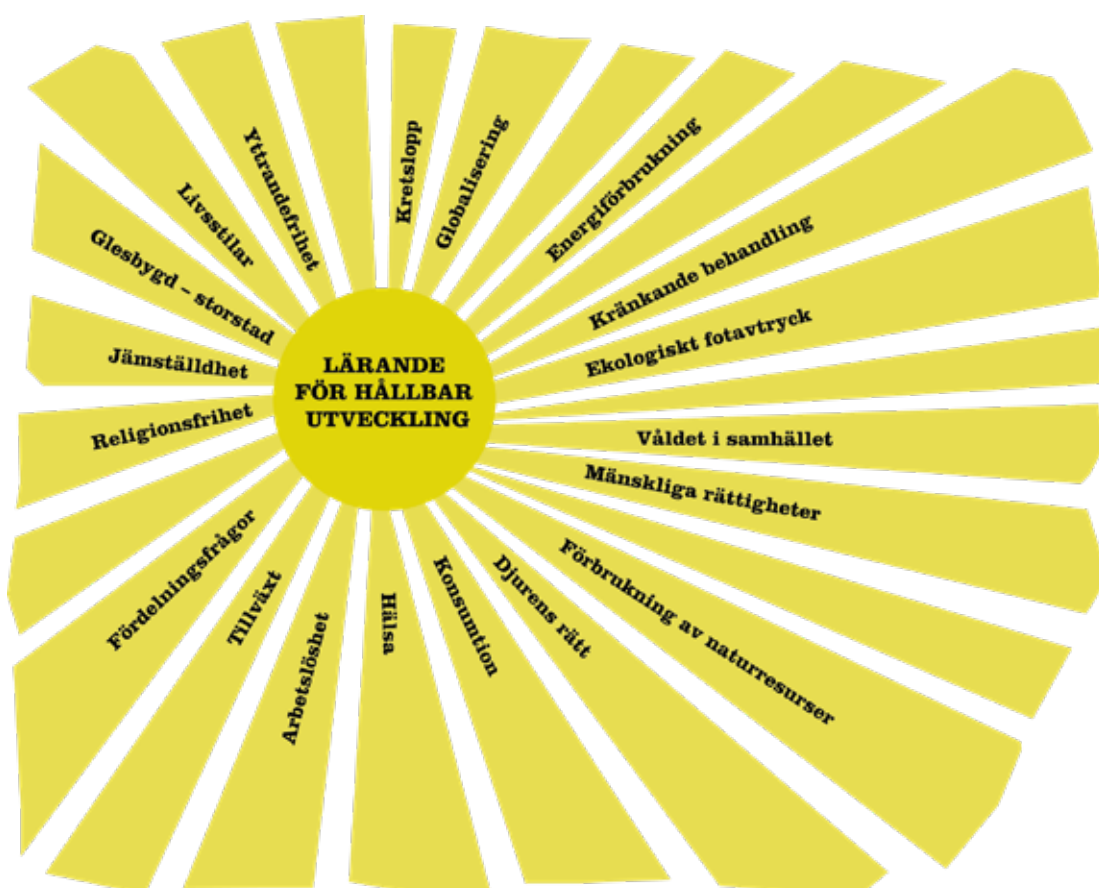 Kretslopp
Globalisering
Energiförbrukning
Kränkande behandling
Ekologiskt fotavtryck
Våldet i samhället
Mänskliga rättigheter
Förbrukning av naturresurser
Djurens rätt
Konsumtion
Hälsa
Arbetslöshet
Tillväxt
Fördelningsfrågor
Religionsfrihet
Jämställdhet
Glesbygd – storstad
Livsstilar
Yttrandefrihet
LÄRANDE
FÖR HÅLLBAR
UTVECKLING